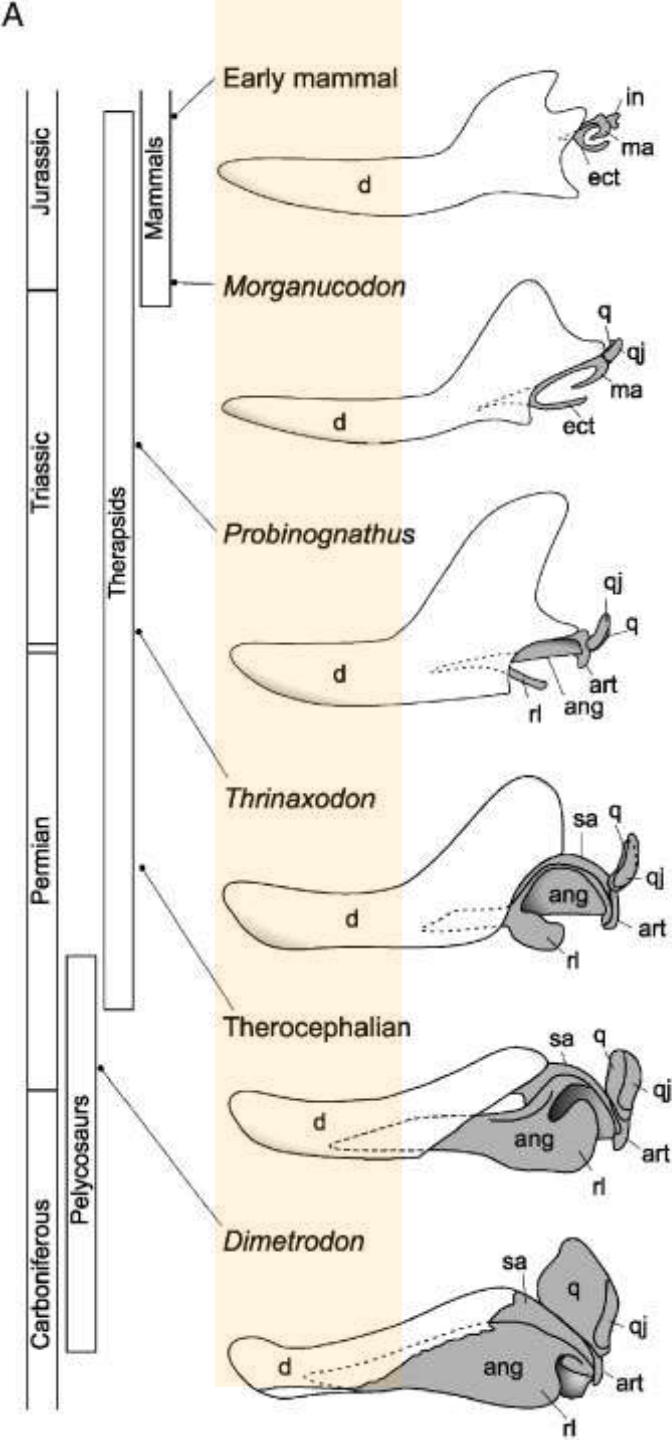 A
Jurassic
Triassic
Permian
Carboniferous
Therapsids
Mammals
Pelycosaurs
Early mammal
d
in
ma
ect
Morganucodon
d
q
qj
ma
ect
Probinognathus
d
qj
q
art
ang
rl
Thrinaxodon
d
sa
q
ang
qj
art
rl
Therocephalian
d
sa
q
qj
ang
art
rl
Dimetrodon
d
sa
q
qj
ang
art
rl